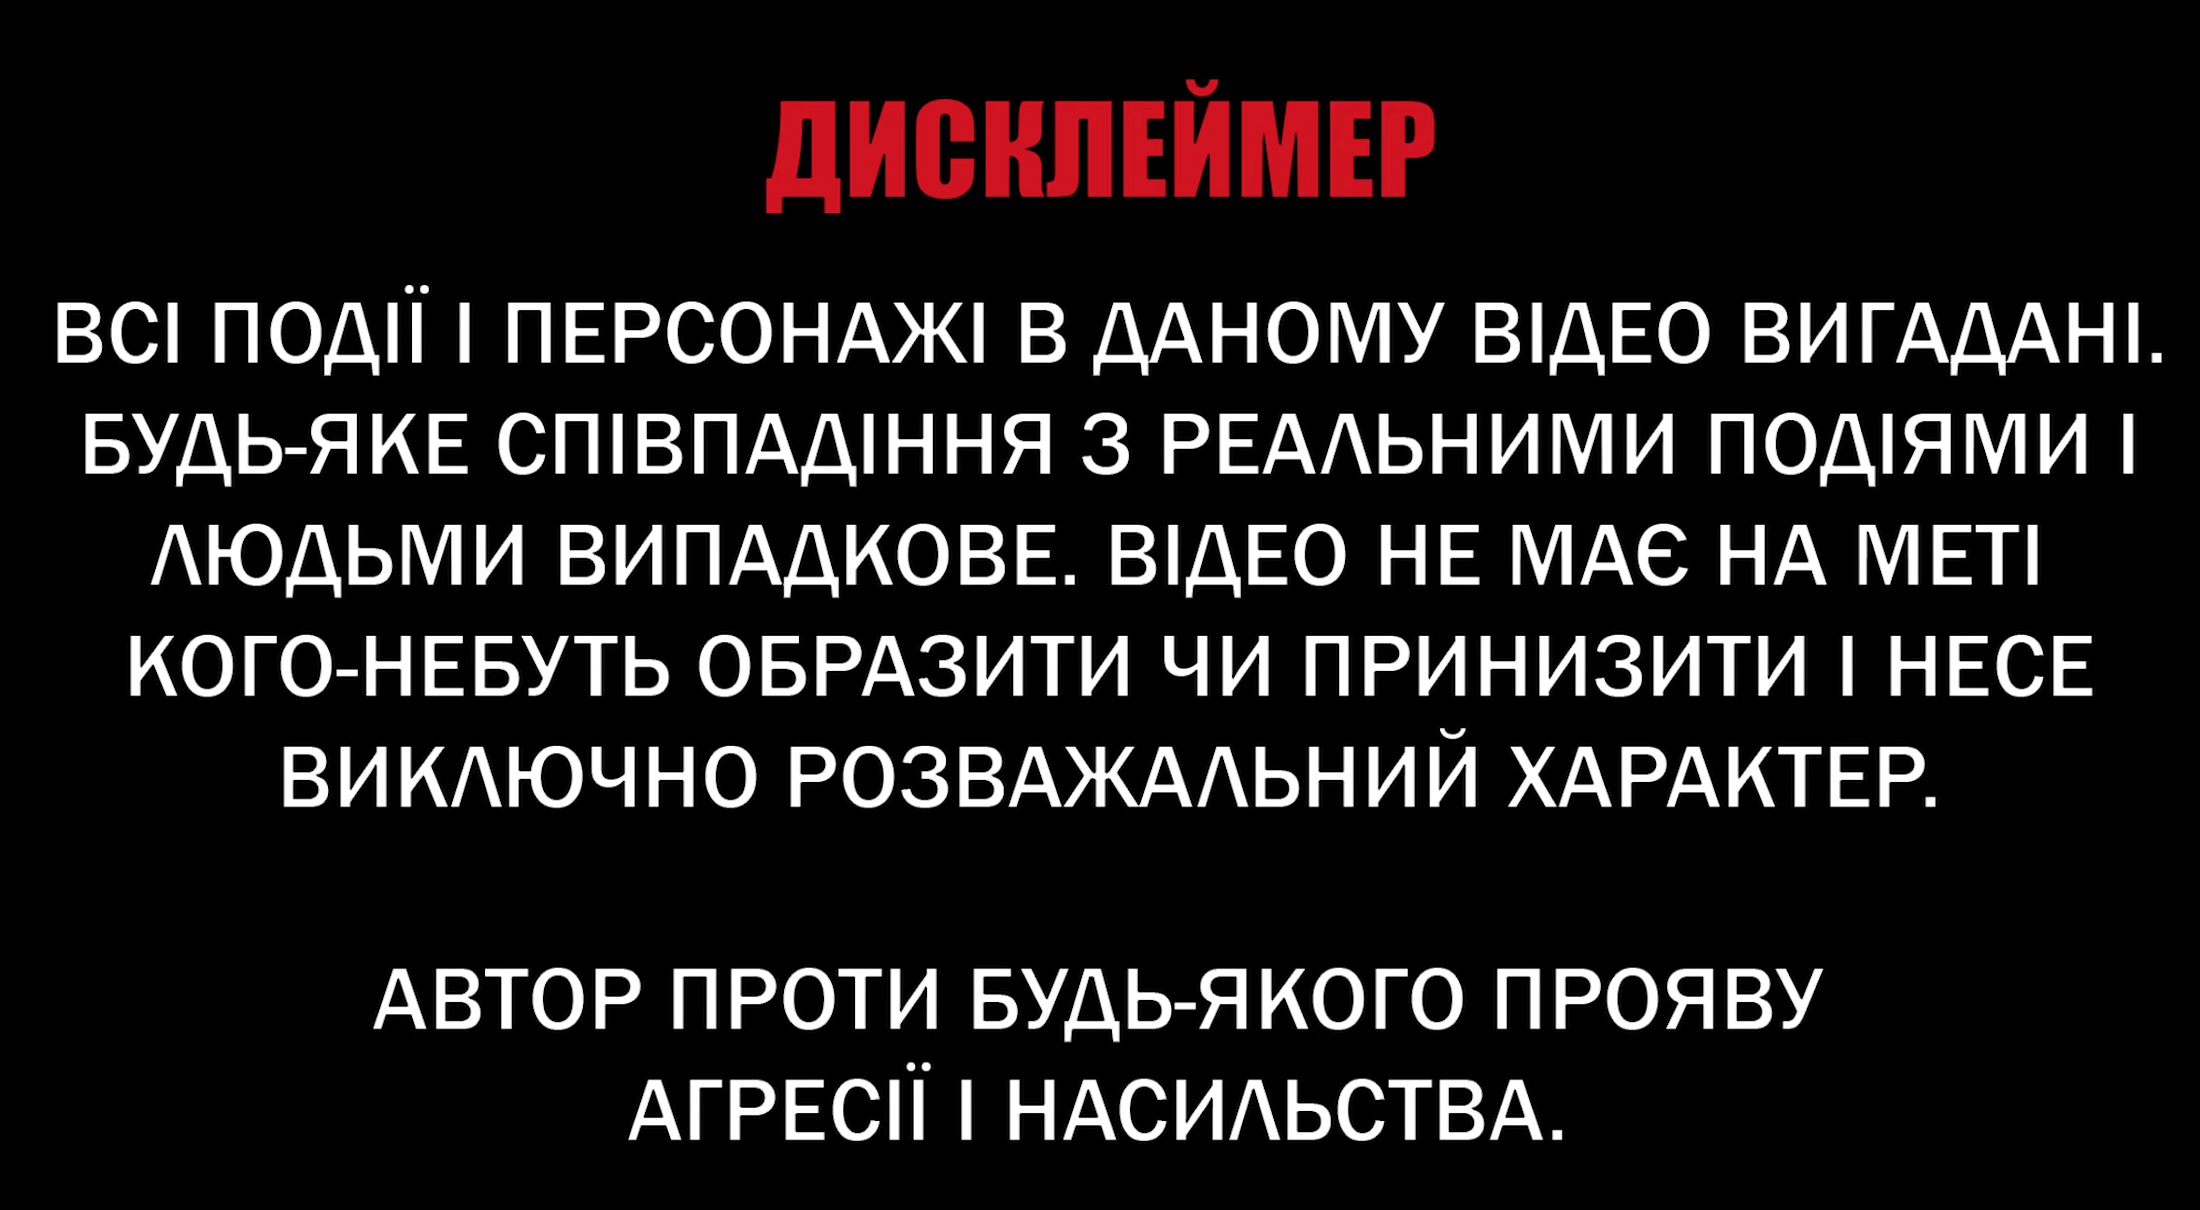 ДИСКЛЕЙМЕР
ВСІ ПОДІЇ І ПЕРСОНАЖІ В ДАНОМУ ВІДЕО ВИГАДАНІ.
БУДЬ-ЯКЕ СПІВПАДІННЯ З РЕАЛЬНИМИ ПОДІЯМИ І
ЛЮДЬМИ ВИПАДКОВЕ. ВІДЕО НЕ МАЄ НА МЕТІ
КОГО-НЕБУТЬ ОБРАЗИТИ ЧИ ПРИНИЗИТИ І НЕСЕ
ВИКЛЮЧНО РОЗВАЖАЛЬНИЙ ХАРАКТЕР.
АВТОР ПРОТИ БУДЬ-ЯКОГО ПРОЯВУ
АГРЕСІЇ І НАСИЛЬСТВА.